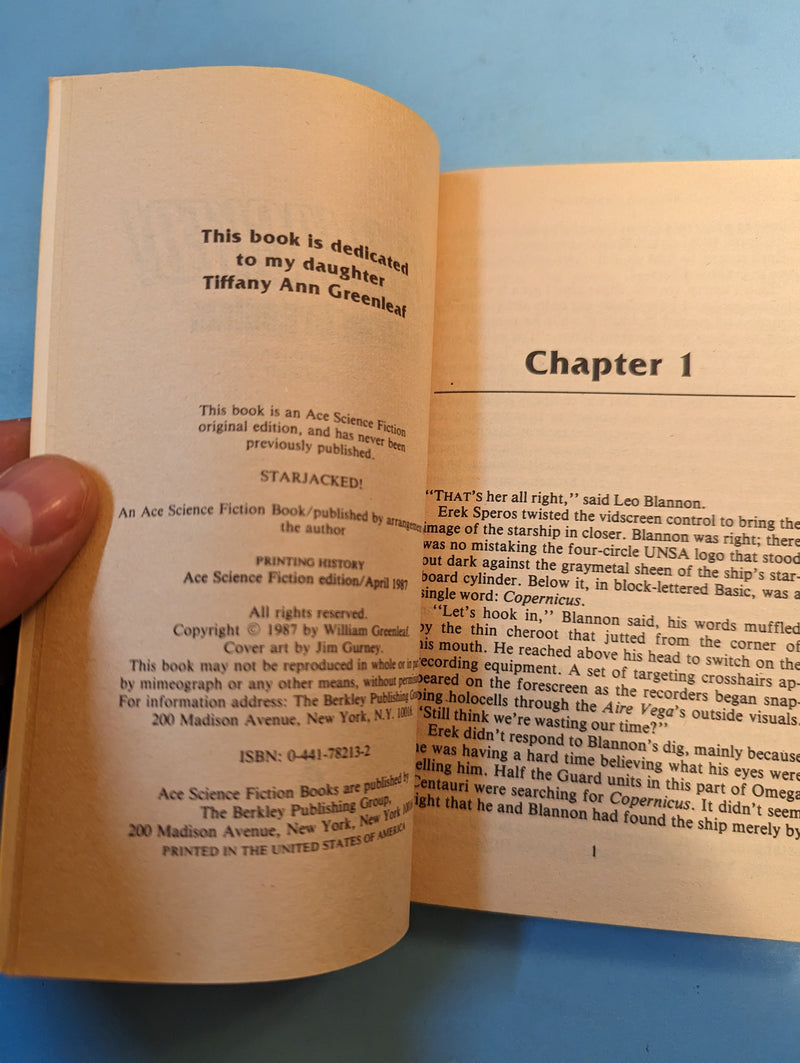 This book is dedicated
to my daughter
Tiffany Ann Greenleaf
This book is an Ace Science Fiction
original edition, and has never been
previously published.
STARJACKED!
An Ace Science Fiction Book/published by
the author
PRINTING HISTORY
Ace Science Fiction edition/April 1987
All rights reserved.
Copyright © 1987 by William Greenleaf.
Cover art by Jim Gurney.
This book may not be reproduced in whole or in
by mimeograph or any other means, without
For information address: The Berkley Publishing
200 Madison Avenue, New York, N.Y. 10016
ISBN: 0-441-78213-2
Ace Science Fiction Books are published by
The Berkley Publishing Group,
200 Madison Avenue, New York, New York
PRINTED IN THE UNITED STATES OF AMERICA
Chapter 1
“THAT’S her all right,” said Leo Blannon.
Erek Speros twisted the vidscreen control to bring the
image of the starship in closer. Blannon was right; there
was no mistaking the four-circle UNSA logo that stood
out dark against the graymetal sheen of the ship’s star-
board cylinder. Below it, in block-lettered Basic, was a
single word: Copernicus.
“Let’s hook in,” Blannon said, his words muffled
by the thin cheroot that jutted from the corner of
his mouth. He reached above his head to switch on the
recording equipment. A set of targeting crosshairs ap-
peared on the forescreen as the recorders began snap-
ping holocells through the Aire Vega’s outside visuals.
“Still think we’re wasting our time?”
Erek didn’t respond to Blannon’s dig, mainly because
he was having a hard time believing what his eyes were
telling him. Half the Guard units in this part of Omega
Centauri were searching for Copernicus. It didn’t seem
right that he and Blannon had found the ship merely by
1